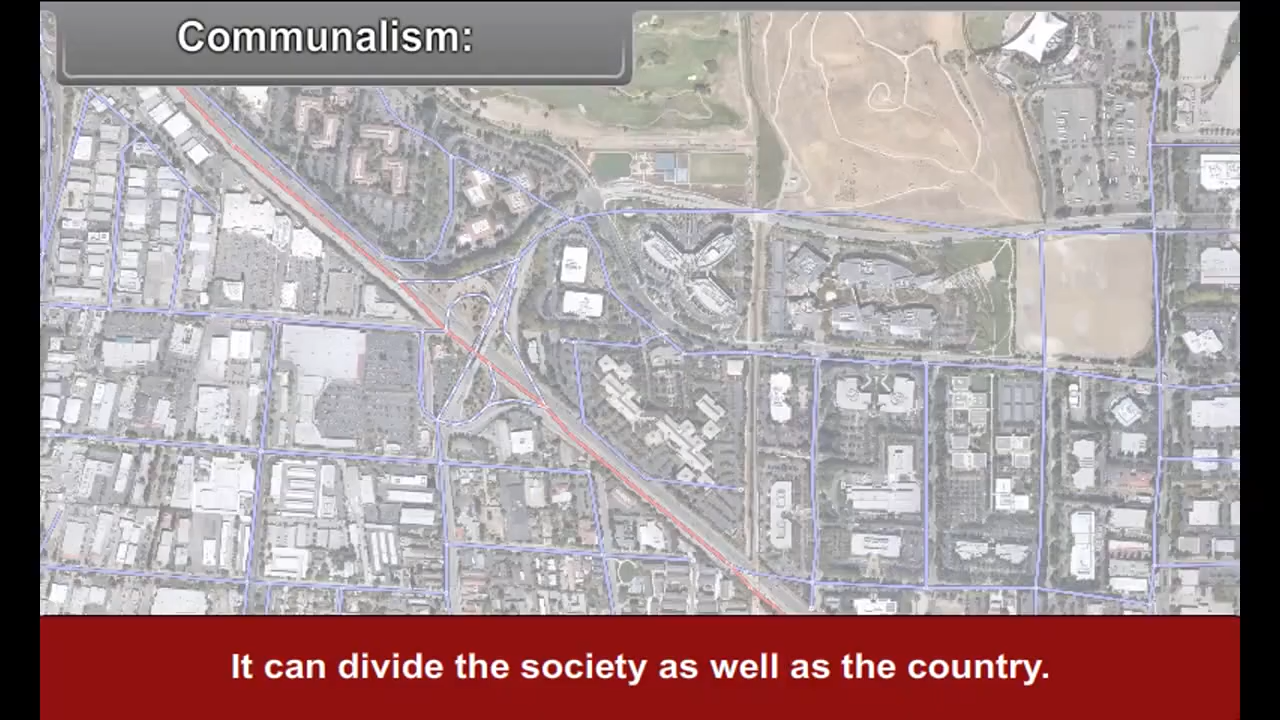 Communalism:
It can divide the society as well as the country.